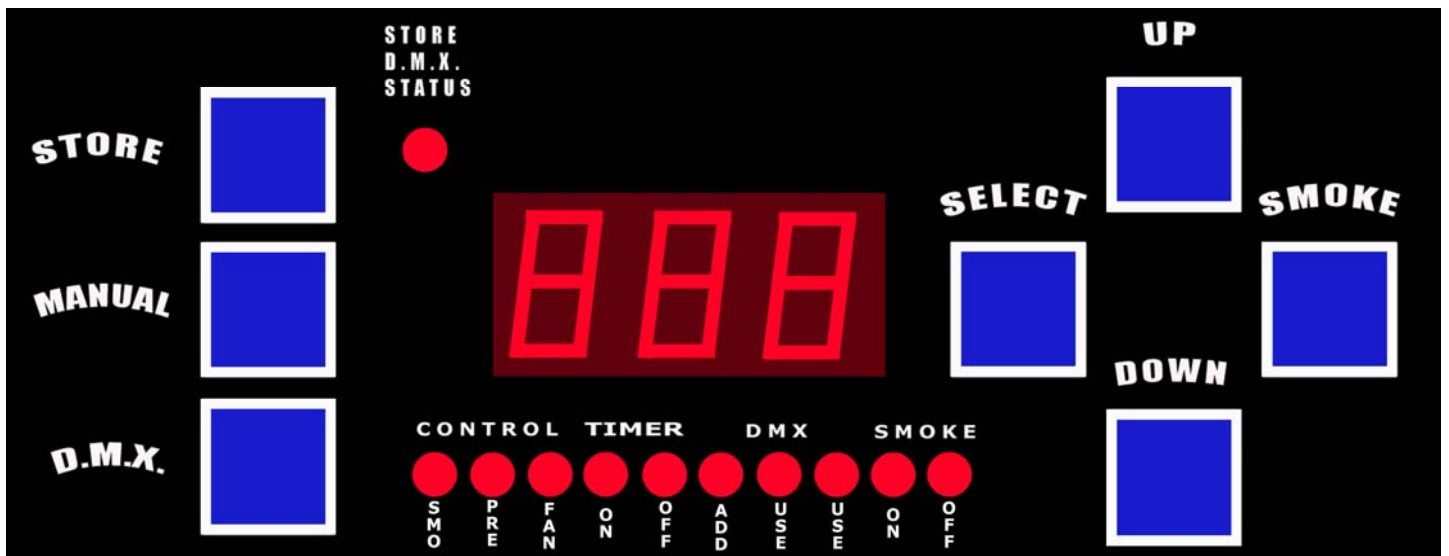 STORE
D.M.X.
STATUS
UP
STORE
SELECT
SMOKE
888
MANUAL
DOWN
D.M.X.
CONTROL TIMER DMX SMOKE
SMO PRE FAN ON OFF ADD USE USE ON OFF